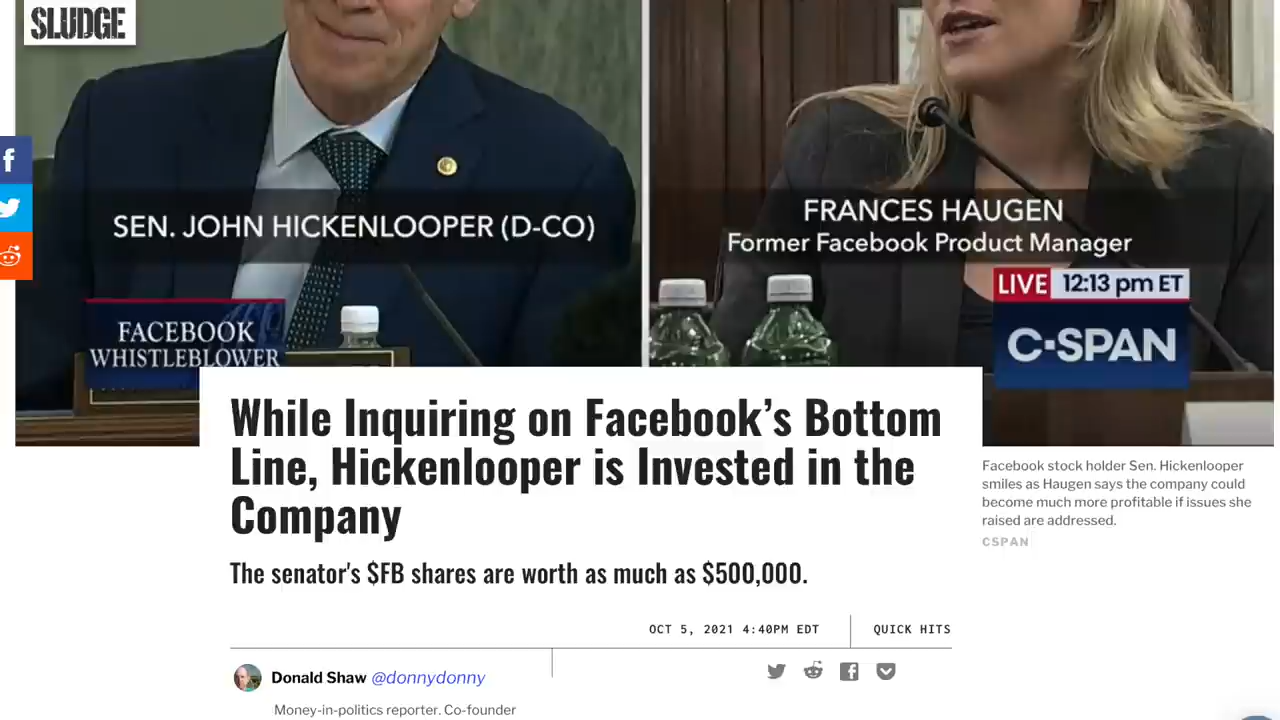 SLUDGE
SEN. JOHN HICKENLOOPER (D-CO)
FACEBOOK
WHISTLEBLOWER
FRANCES HAUGEN
Former Facebook Product Manager
LIVE 12:13 pm ET
C·SPAN
While Inquiring on Facebook's Bottom
Line, Hickenlooper is Invested in the
Company
Facebook stock holder Sen. Hickenlooper
smiles as Haugen says the company could
become much more profitable if issues she
raised are addressed.
CSPAN
The senator's $FB shares are worth as much as $500,000.
OCT 5, 2021 4:40PM EDT
QUICK HITS
Donald Shaw @donnydonny
Money-in-politics reporter. Co-founder